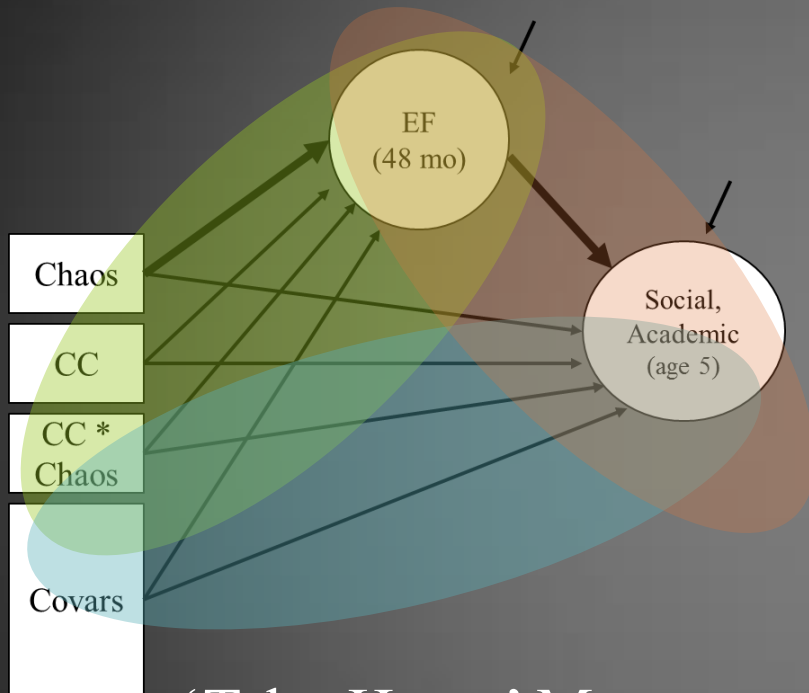 EF
(48 mo)
Chaos
Social,
Academic
(age 5)
CC
CC *
Chaos
Covars